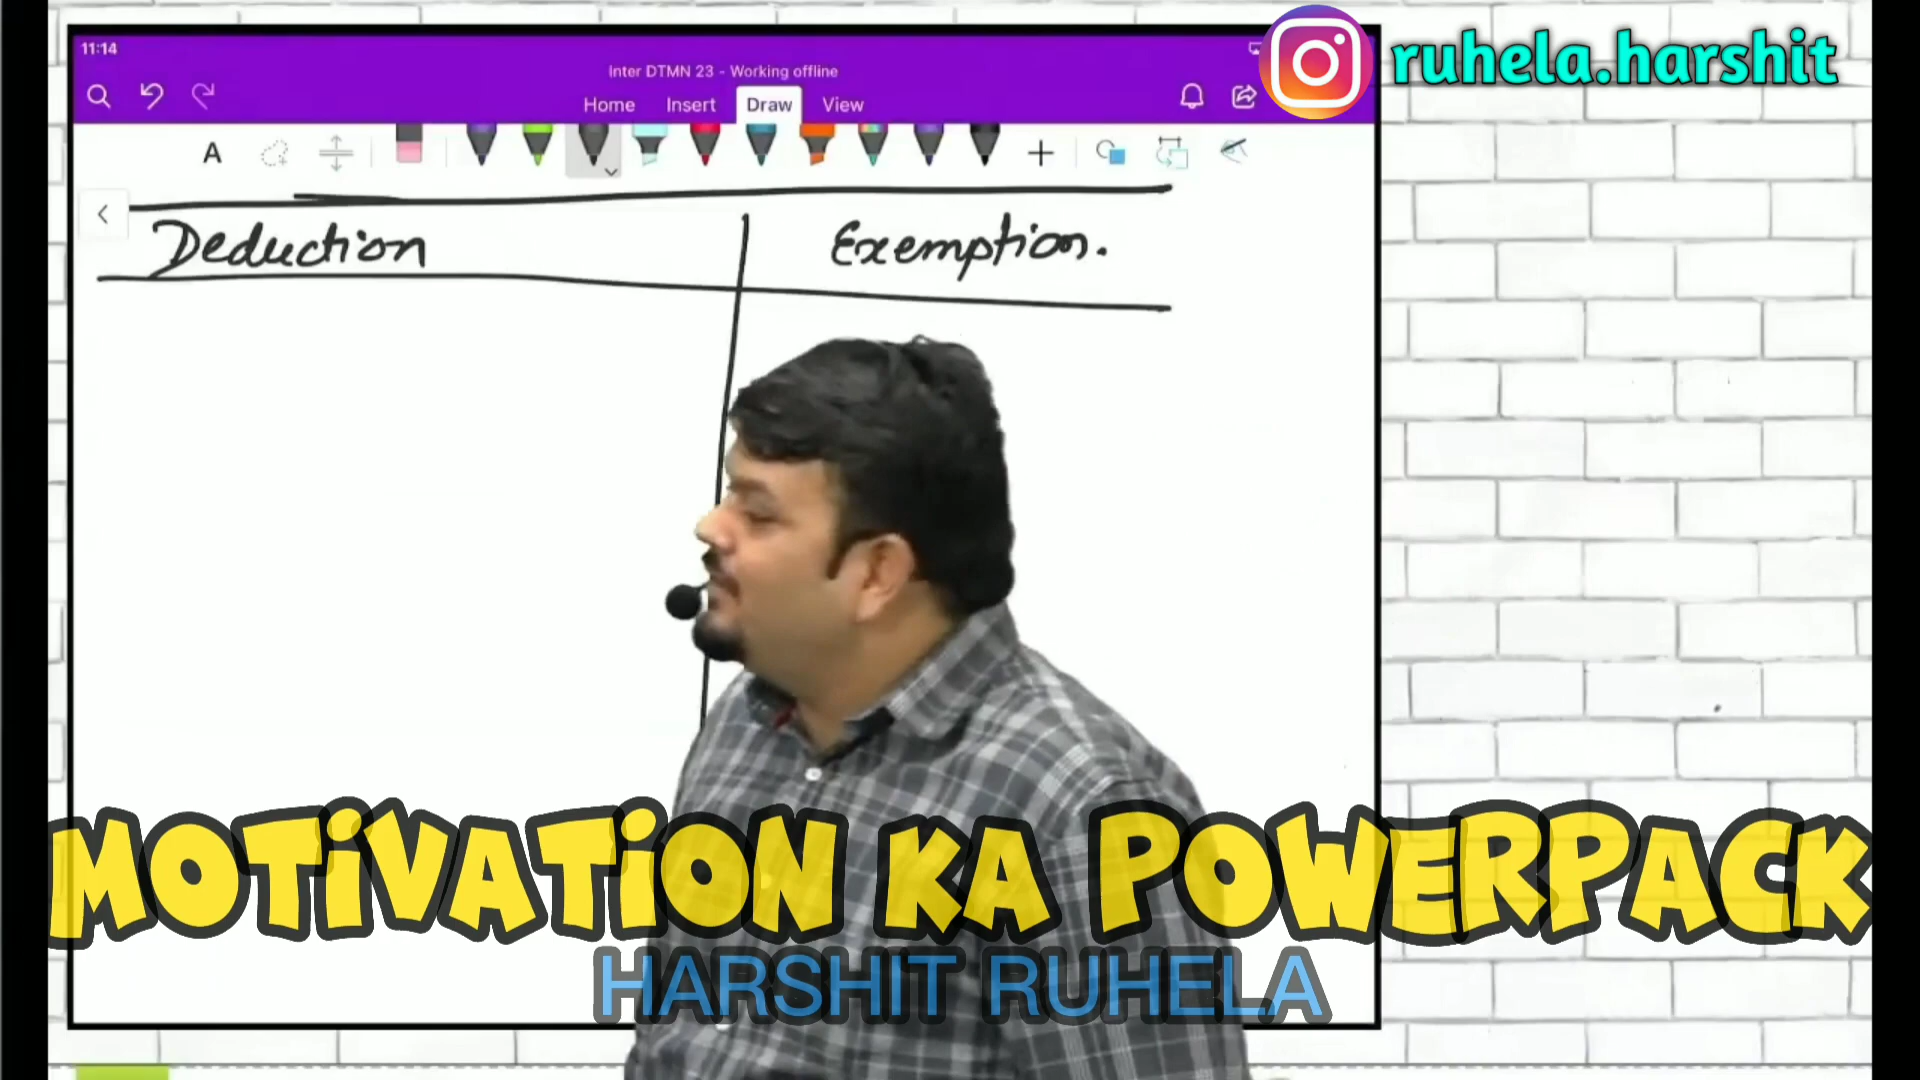 11:14
ruhela.harshit
Inter DTMN 23 - Working offline
Home Insert Draw View
A
Deduction Exemption.
MOTiVATiON KA POWERPACK
HARSHIT RUHELA